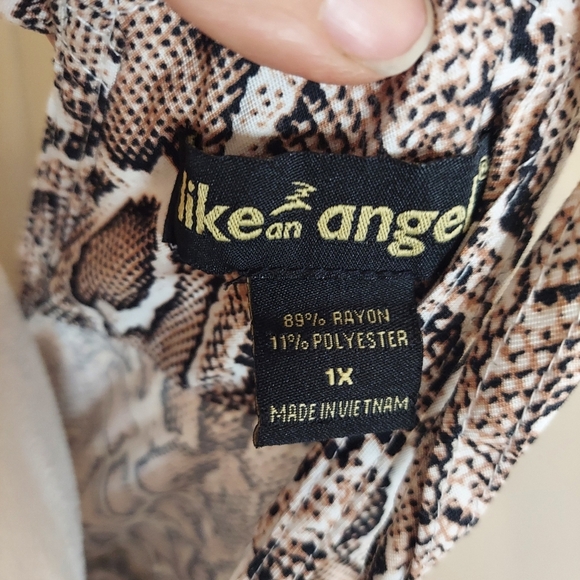 like an angel®
89% RAYON
11% POLYESTER
1X
MADE IN VIETNAM